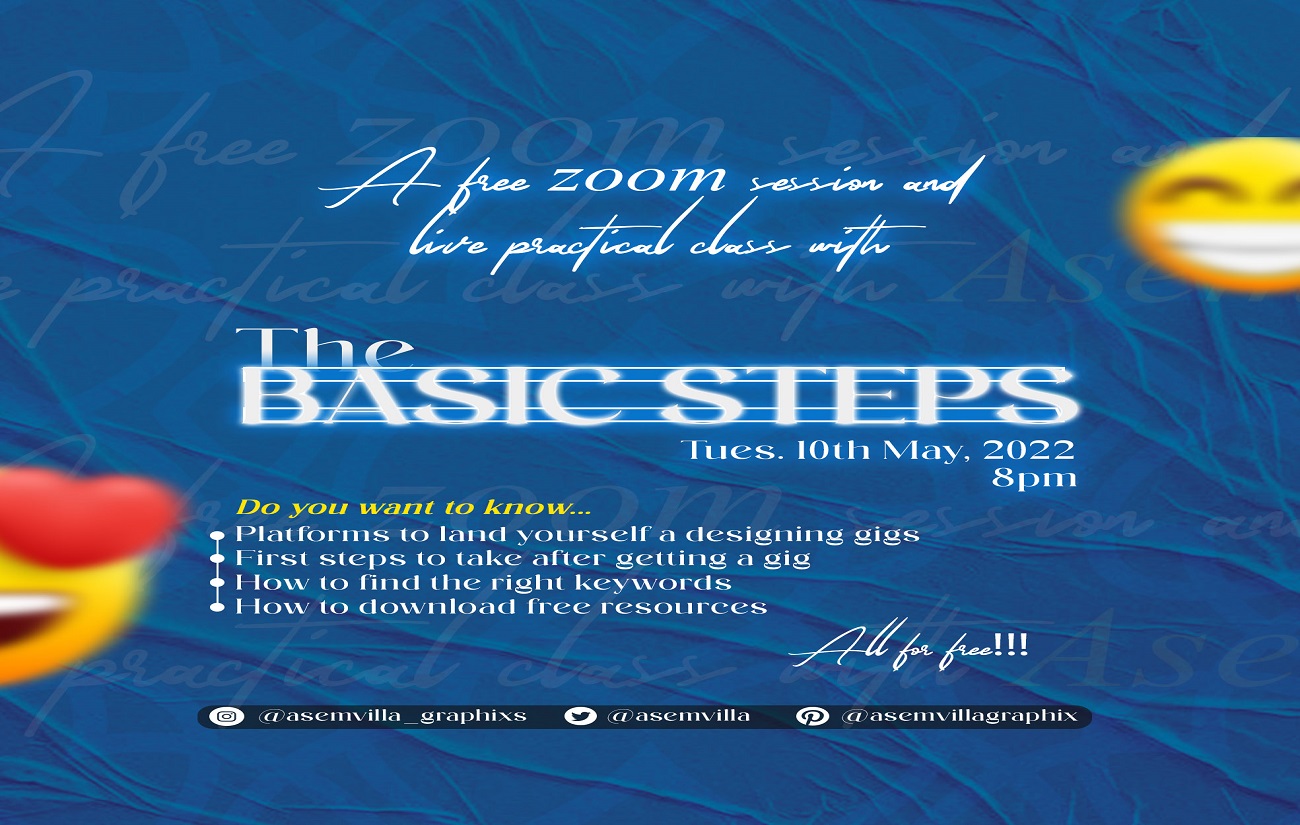 A free zoom session and
live practical class with
The
BASIC STEPS
Tues. 10th May, 2022
8pm
Do you want to know...
Platforms to land yourself a designing gigs
First steps to take after getting a gig
How to find the right keywords
How to download free resources
All for free!!!
@asemvilla_graphixs @asemvilla @asemvillagraphix